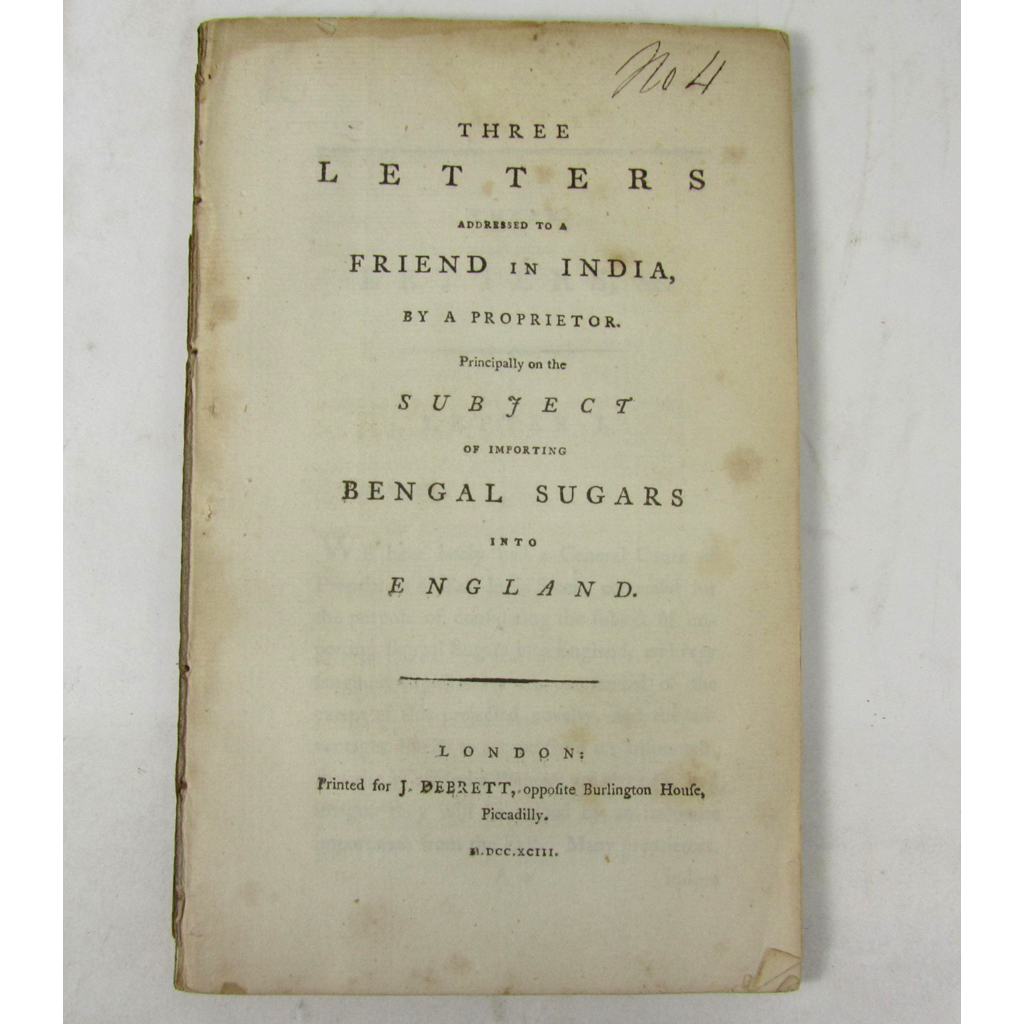 No 4
THREE
LETTERS
ADDRESSED TO A
FRIEND IN INDIA,
BY A PROPRIETOR.
Principally on the
SUBJECT
OF IMPORTING
BENGAL SUGARS
INTO
ENGLAND.
LONDON:
Printed for J. DEBRETT, oppoſite Burlington Houſe,
Piccadilly.
M.DCC.XCIII.